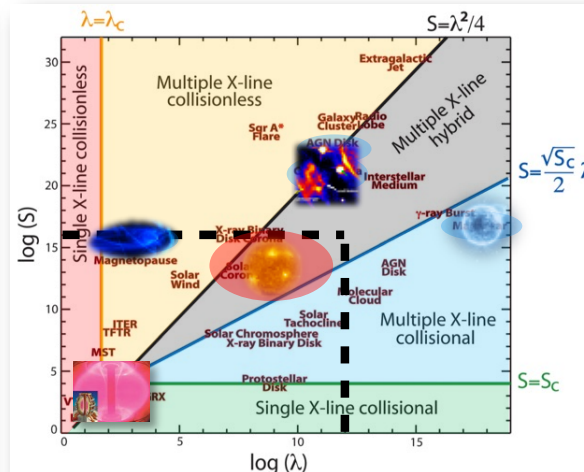 λ=λC
S=λ²/4
Multiple X-line
collisionless
Extragalactic
Jet
Single X-line collisionless
Multiple X-line
hybrid
Sgr A*
Flare
Galaxy
Cluster
Radio
Lobe
AGN Disk
Interstellar
Medium
S=√SC/2
γ-ray Burst
X-ray Binary
Disk Corona
Magnetopause
Solar
Wind
AGN
Disk
Molecular
Cloud
Solar
Tachocline
ITER
TFTR
Solar Chromosphere
X-ray Binary Disk
Multiple X-line
collisional
MST
Protostellar
Disk
S=SC
Single X-line collisional
log (S)
0
5
10
15
20
25
30
0
5
10
15
log (λ)